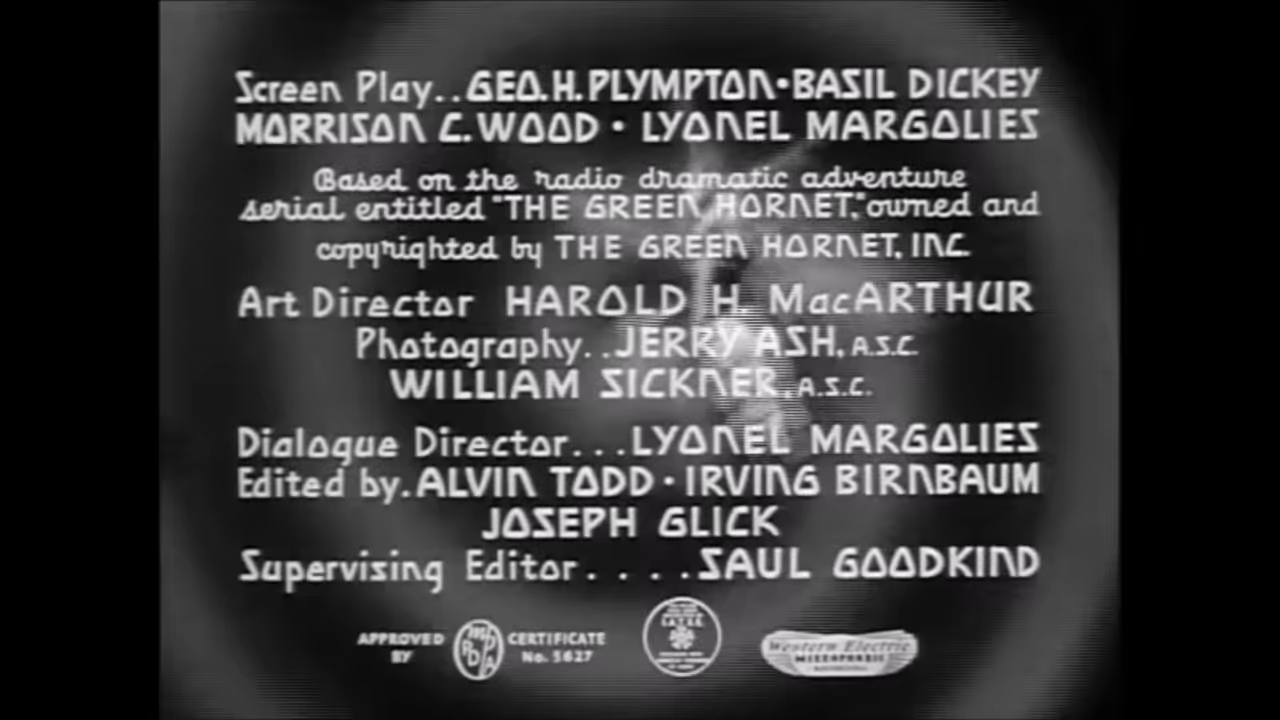 Screen Play..GEO.H.PLYMPTON•BASIL DICKEY
MORRISON C.WOOD • LYONEL MARGOLIES
Based on the radio dramatic adventure
serial entitled "THE GREEN HORNET," owned and
copyrighted by THE GREEN HORNET, INC.
Art Director HAROLD H. MacARTHUR
Photography..JERRY ASH, A.S.C.
WILLIAM SICKNER, A.S.C.
Dialogue Director...LYONEL MARGOLIES
Edited by.ALVIN TODD•IRVING BIRNBAUM
JOSEPH GLICK
Supervising Editor....SAUL GOODKIND
APPROVED BY
MPPDA
CERTIFICATE No. 5627
I.A.T.S.E.
Western Electric